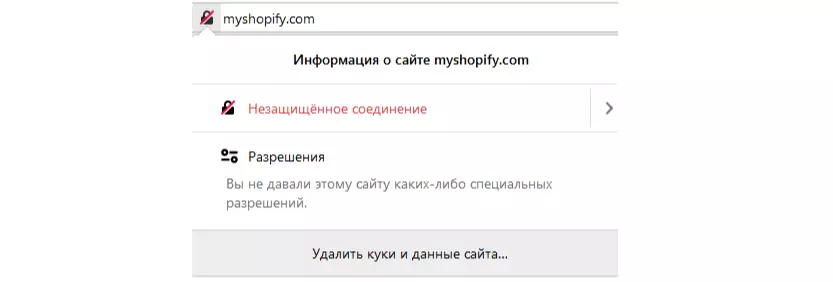 myshopify.com
Информация о сайте myshopify.com
Незащищённое соединение
Разрешения
Вы не давали этому сайту каких-либо специальных
разрешений.
Удалить куки и данные сайта...